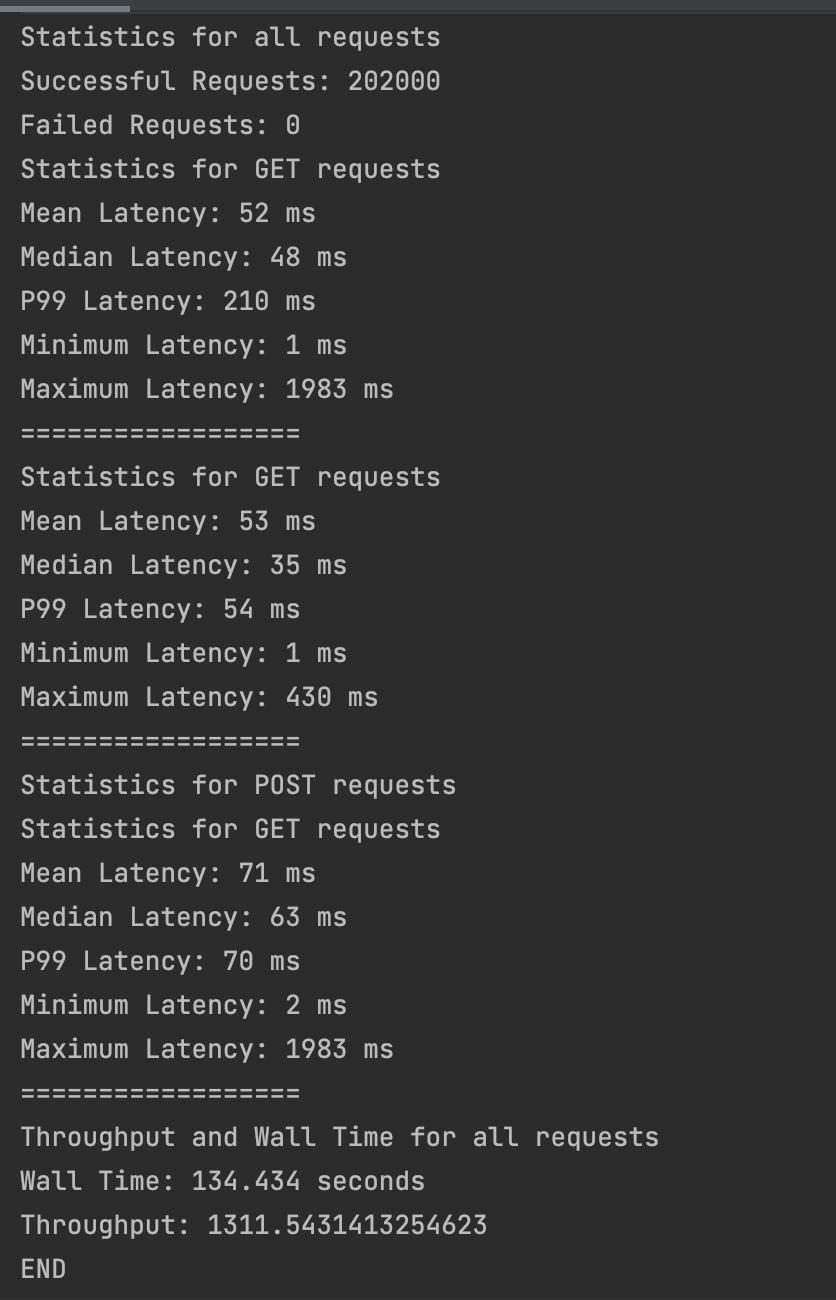 Statistics for all requests
Successful Requests: 202000
Failed Requests: 0
Statistics for GET requests
Mean Latency: 52 ms
Median Latency: 48 ms
P99 Latency: 210 ms
Minimum Latency: 1 ms
Maximum Latency: 1983 ms
==================
Statistics for GET requests
Mean Latency: 53 ms
Median Latency: 35 ms
P99 Latency: 54 ms
Minimum Latency: 1 ms
Maximum Latency: 430 ms
==================
Statistics for POST requests
Statistics for GET requests
Mean Latency: 71 ms
Median Latency: 63 ms
P99 Latency: 70 ms
Minimum Latency: 2 ms
Maximum Latency: 1983 ms
==================
Throughput and Wall Time for all requests
Wall Time: 134.434 seconds
Throughput: 1311.5431413254623
END